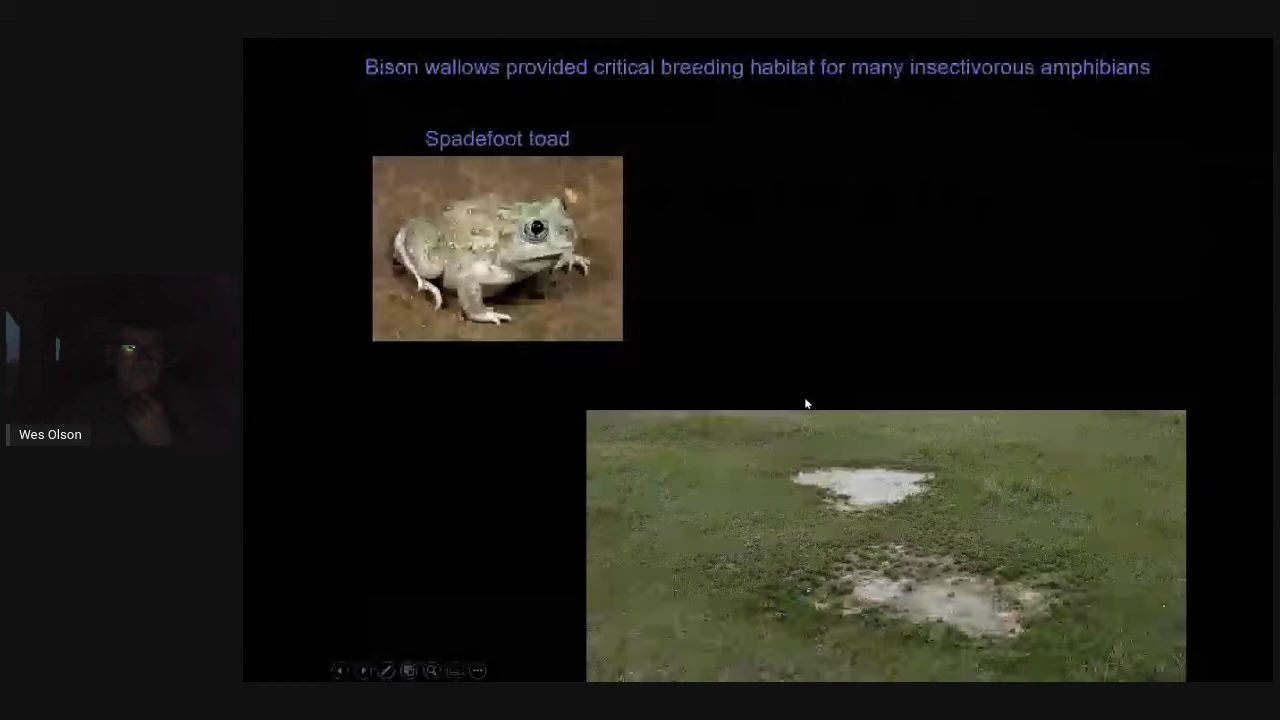 Bison wallows provided critical breeding habitat for many insectivorous amphibians
Spadefoot toad
Wes Olson